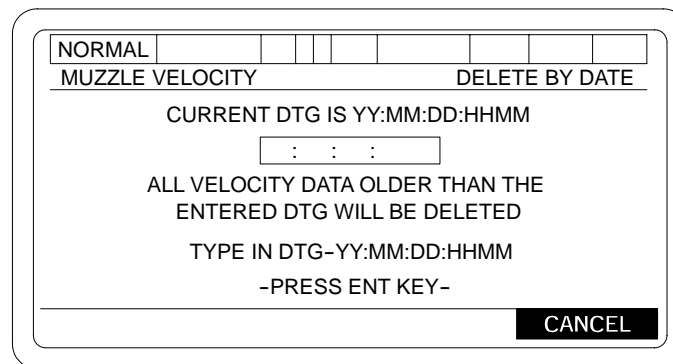 NORMAL
MUZZLE VELOCITY DELETE BY DATE
CURRENT DTG IS YY:MM:DD:HHMM
: : :
ALL VELOCITY DATA OLDER THAN THE
ENTERED DTG WILL BE DELETED
TYPE IN DTG-YY:MM:DD:HHMM
-PRESS ENT KEY-
CANCEL